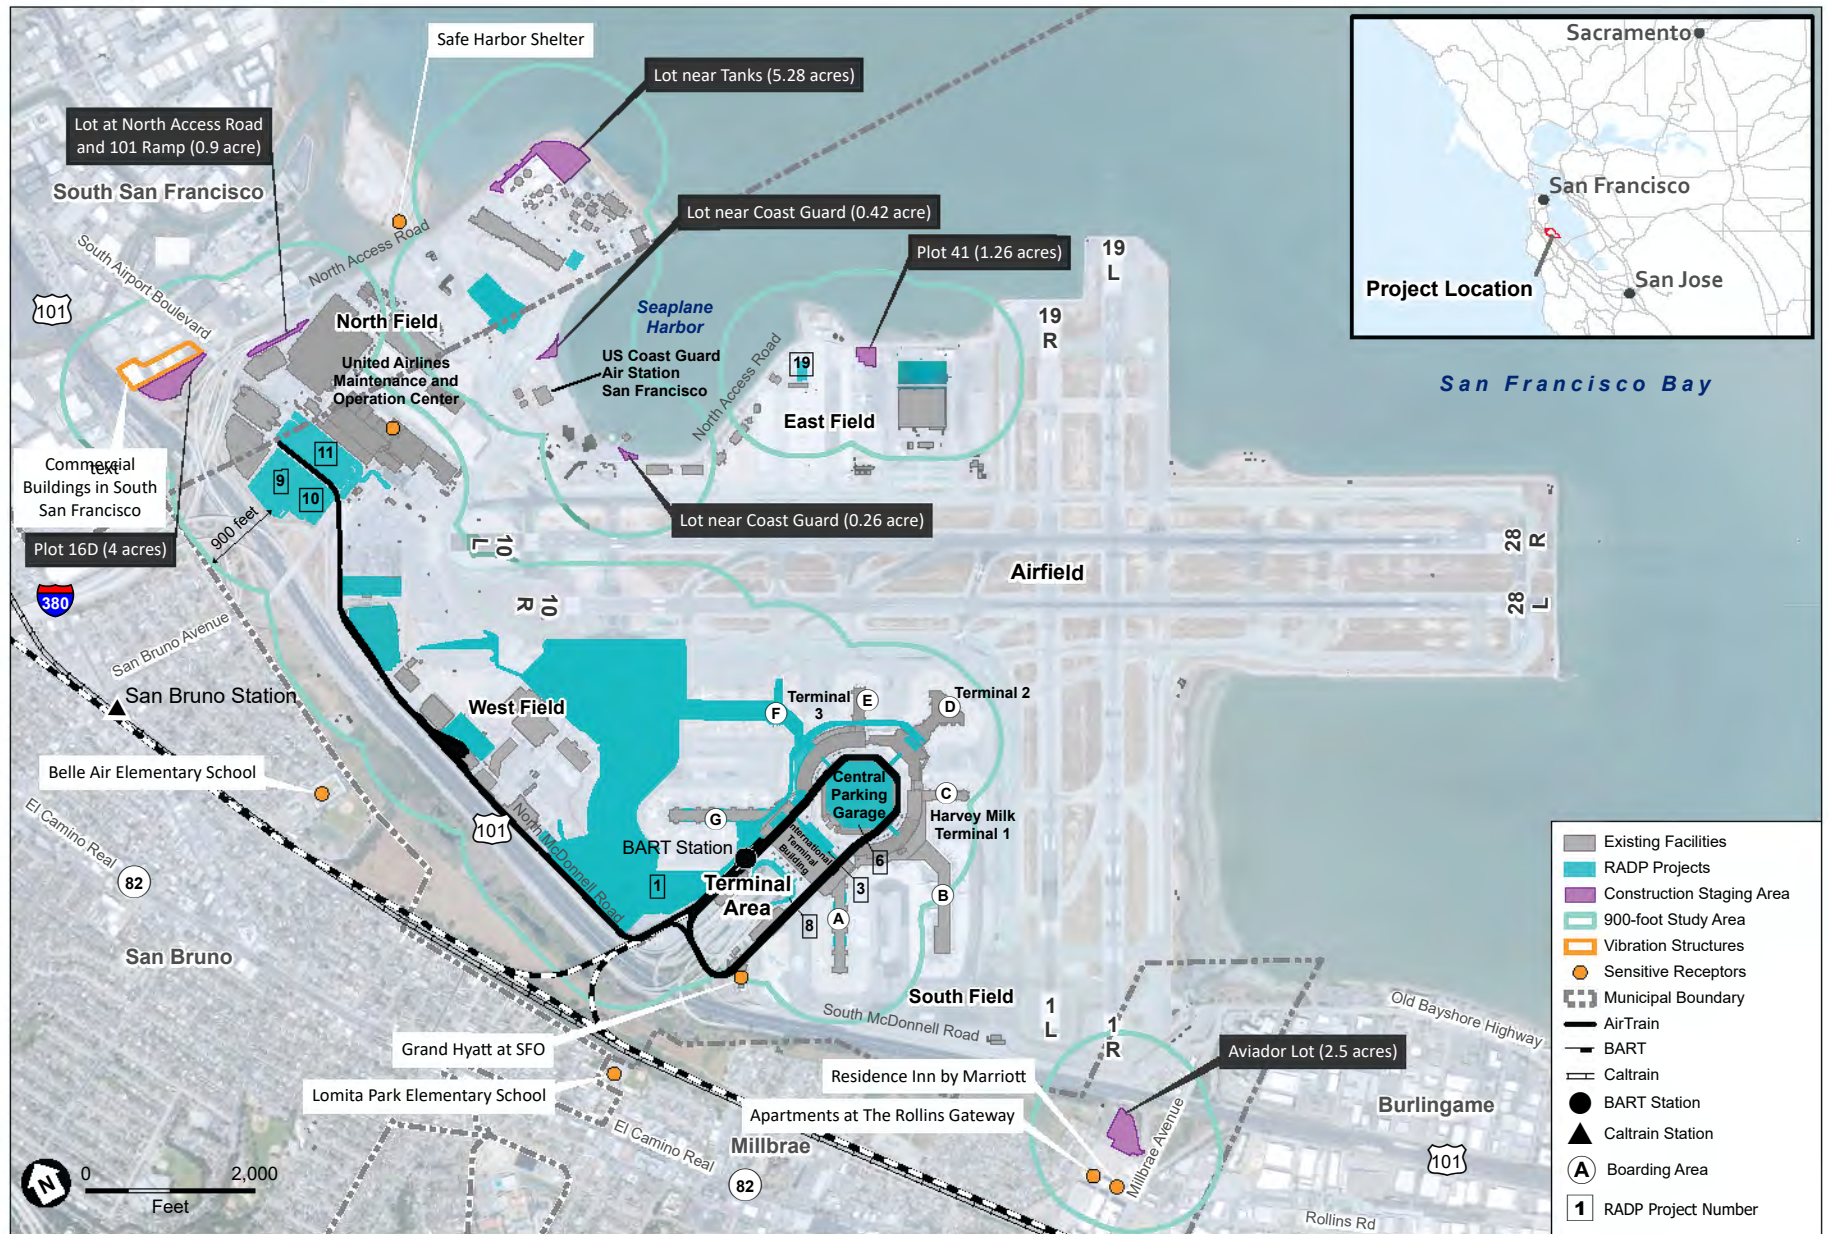 Safe Harbor Shelter
Lot near Tanks (5.28 acres)
Lot at North Access Road
and 101 Ramp (0.9 acre)
South San Francisco
Lot near Coast Guard (0.42 acre)
Plot 41 (1.26 acres)
North Access Road
South Airport Boulevard
101
North Field
Seaplane
Harbor
United Airlines
Maintenance and
Operation Center
US Coast Guard
Air Station
San Francisco
North Access Road
19
East Field
19
L
19
R
Sacramento
San Francisco
San Jose
Project Location
San Francisco Bay
Commercial
text
Buildings in South
San Francisco
Plot 16D (4 acres)
11
9
10
900 feet
Lot near Coast Guard (0.26 acre)
10
L
10
R
Airfield
28
R
28
L
380
San Bruno Avenue
San Bruno Station
West Field
Terminal
3
E
Terminal 2
D
F
Belle Air Elementary School
El Camino Real
82
101
North McDonnell Road
G
Central
Parking
Garage
C
Harvey Milk
Terminal 1
International
Terminal
Building
BART Station
6
3
1
Terminal
Area
8
A
B
San Bruno
South Field
South McDonnell Road
1
L
1
R
Old Bayshore Highway
Grand Hyatt at SFO
Lomita Park Elementary School
Residence Inn by Marriott
Apartments at The Rollins Gateway
Aviador Lot (2.5 acres)
Burlingame
101
Millbrae Avenue
El Camino Real
Millbrae
82
Rollins Rd
N
0
2,000
Feet
Existing Facilities
RADP Projects
Construction Staging Area
900-foot Study Area
Vibration Structures
Sensitive Receptors
Municipal Boundary
AirTrain
BART
Caltrain
BART Station
Caltrain Station
A Boarding Area
1 RADP Project Number